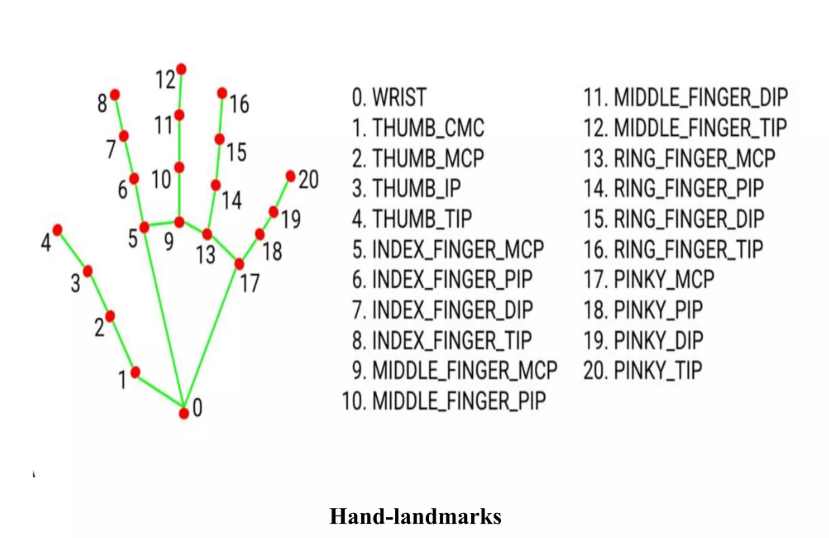 12
8
16
11
7
15
10
6
20
14
19
4
5
9
13
18
3
17
2
1
0
0. WRIST
1. THUMB_CMC
2. THUMB_MCP
3. THUMB_IP
4. THUMB_TIP
5. INDEX_FINGER_MCP
6. INDEX_FINGER_PIP
7. INDEX_FINGER_DIP
8. INDEX_FINGER_TIP
9. MIDDLE_FINGER_MCP
10. MIDDLE_FINGER_PIP
11. MIDDLE_FINGER_DIP
12. MIDDLE_FINGER_TIP
13. RING_FINGER_MCP
14. RING_FINGER_PIP
15. RING_FINGER_DIP
16. RING_FINGER_TIP
17. PINKY_MCP
18. PINKY_PIP
19. PINKY_DIP
20. PINKY_TIP
Hand-landmarks